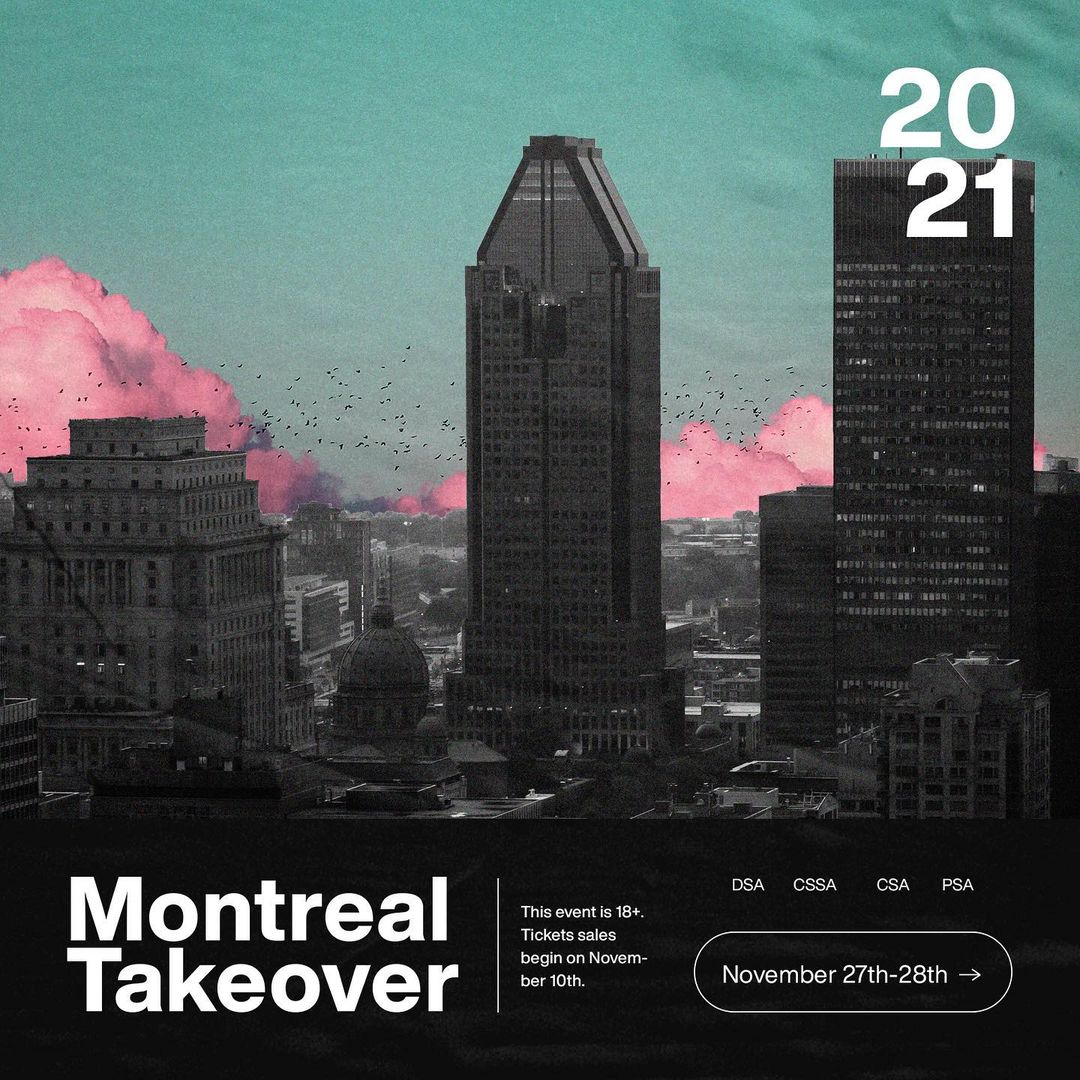 20
21
Montreal
Takeover
This event is 18+.
Tickets sales
begin on Novem-
ber 10th.
DSA CSSA CSA PSA
November 27th-28th →